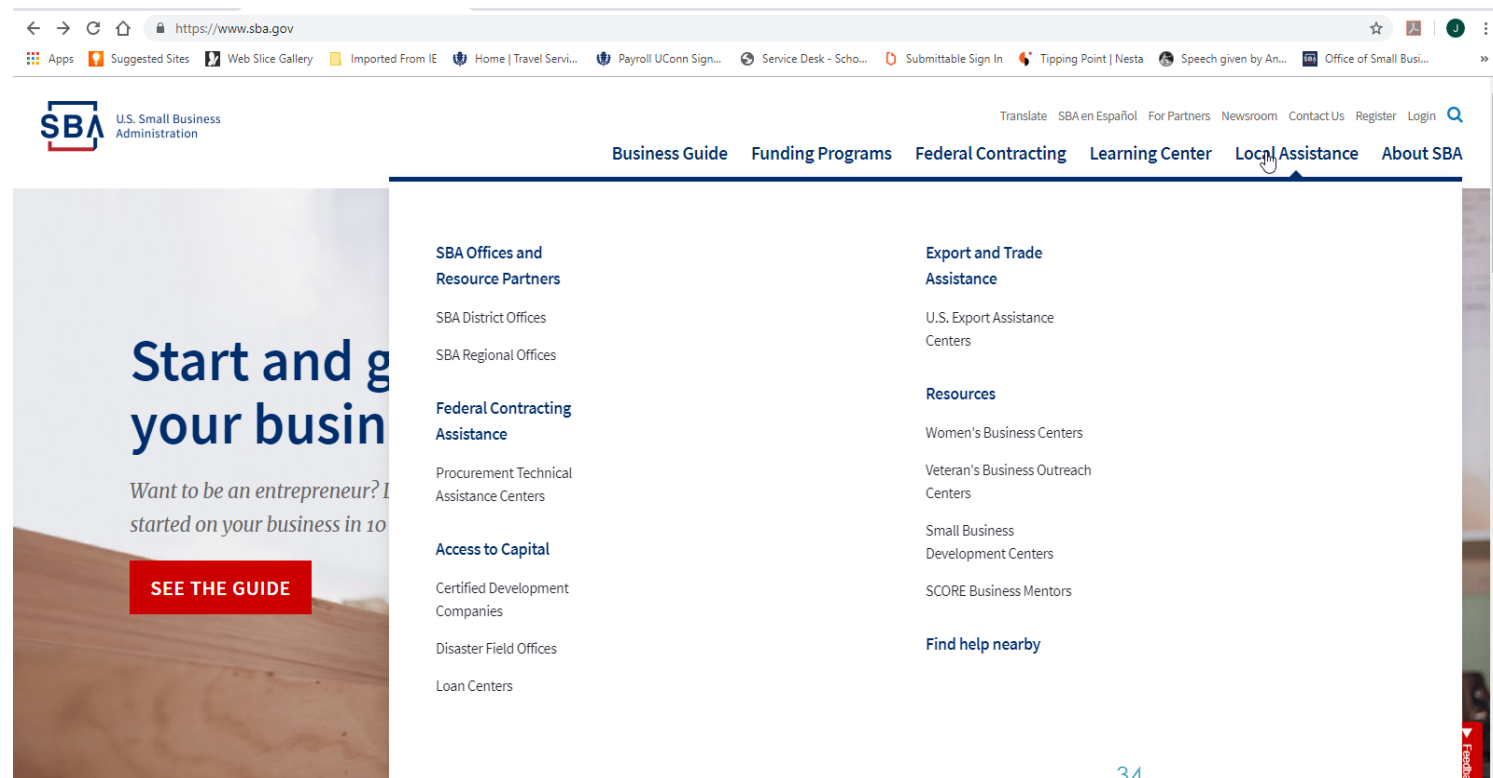 https://www.sba.gov
J
Apps Suggested Sites Web Slice Gallery Imported From IE Home | Travel Servi... Payroll UConn Sign... Service Desk - Scho... Submittable Sign In Tipping Point | Nesta Speech given by An... SBA Office of Small Busi... »
Translate SBA en Español For Partners Newsroom Contact Us Register Login
SBA U.S. Small Business
Administration
Business Guide Funding Programs Federal Contracting Learning Center Local Assistance About SBA
SBA Offices and
Resource Partners
SBA District Offices
SBA Regional Offices
Federal Contracting
Assistance
Procurement Technical
Assistance Centers
Access to Capital
Certified Development
Companies
Disaster Field Offices
Loan Centers
Export and Trade
Assistance
U.S. Export Assistance
Centers
Resources
Women's Business Centers
Veteran's Business Outreach
Centers
Small Business
Development Centers
SCORE Business Mentors
Find help nearby
Start and g
your busin
Want to be an entrepreneur?
started on your business in 10
SEE THE GUIDE
34